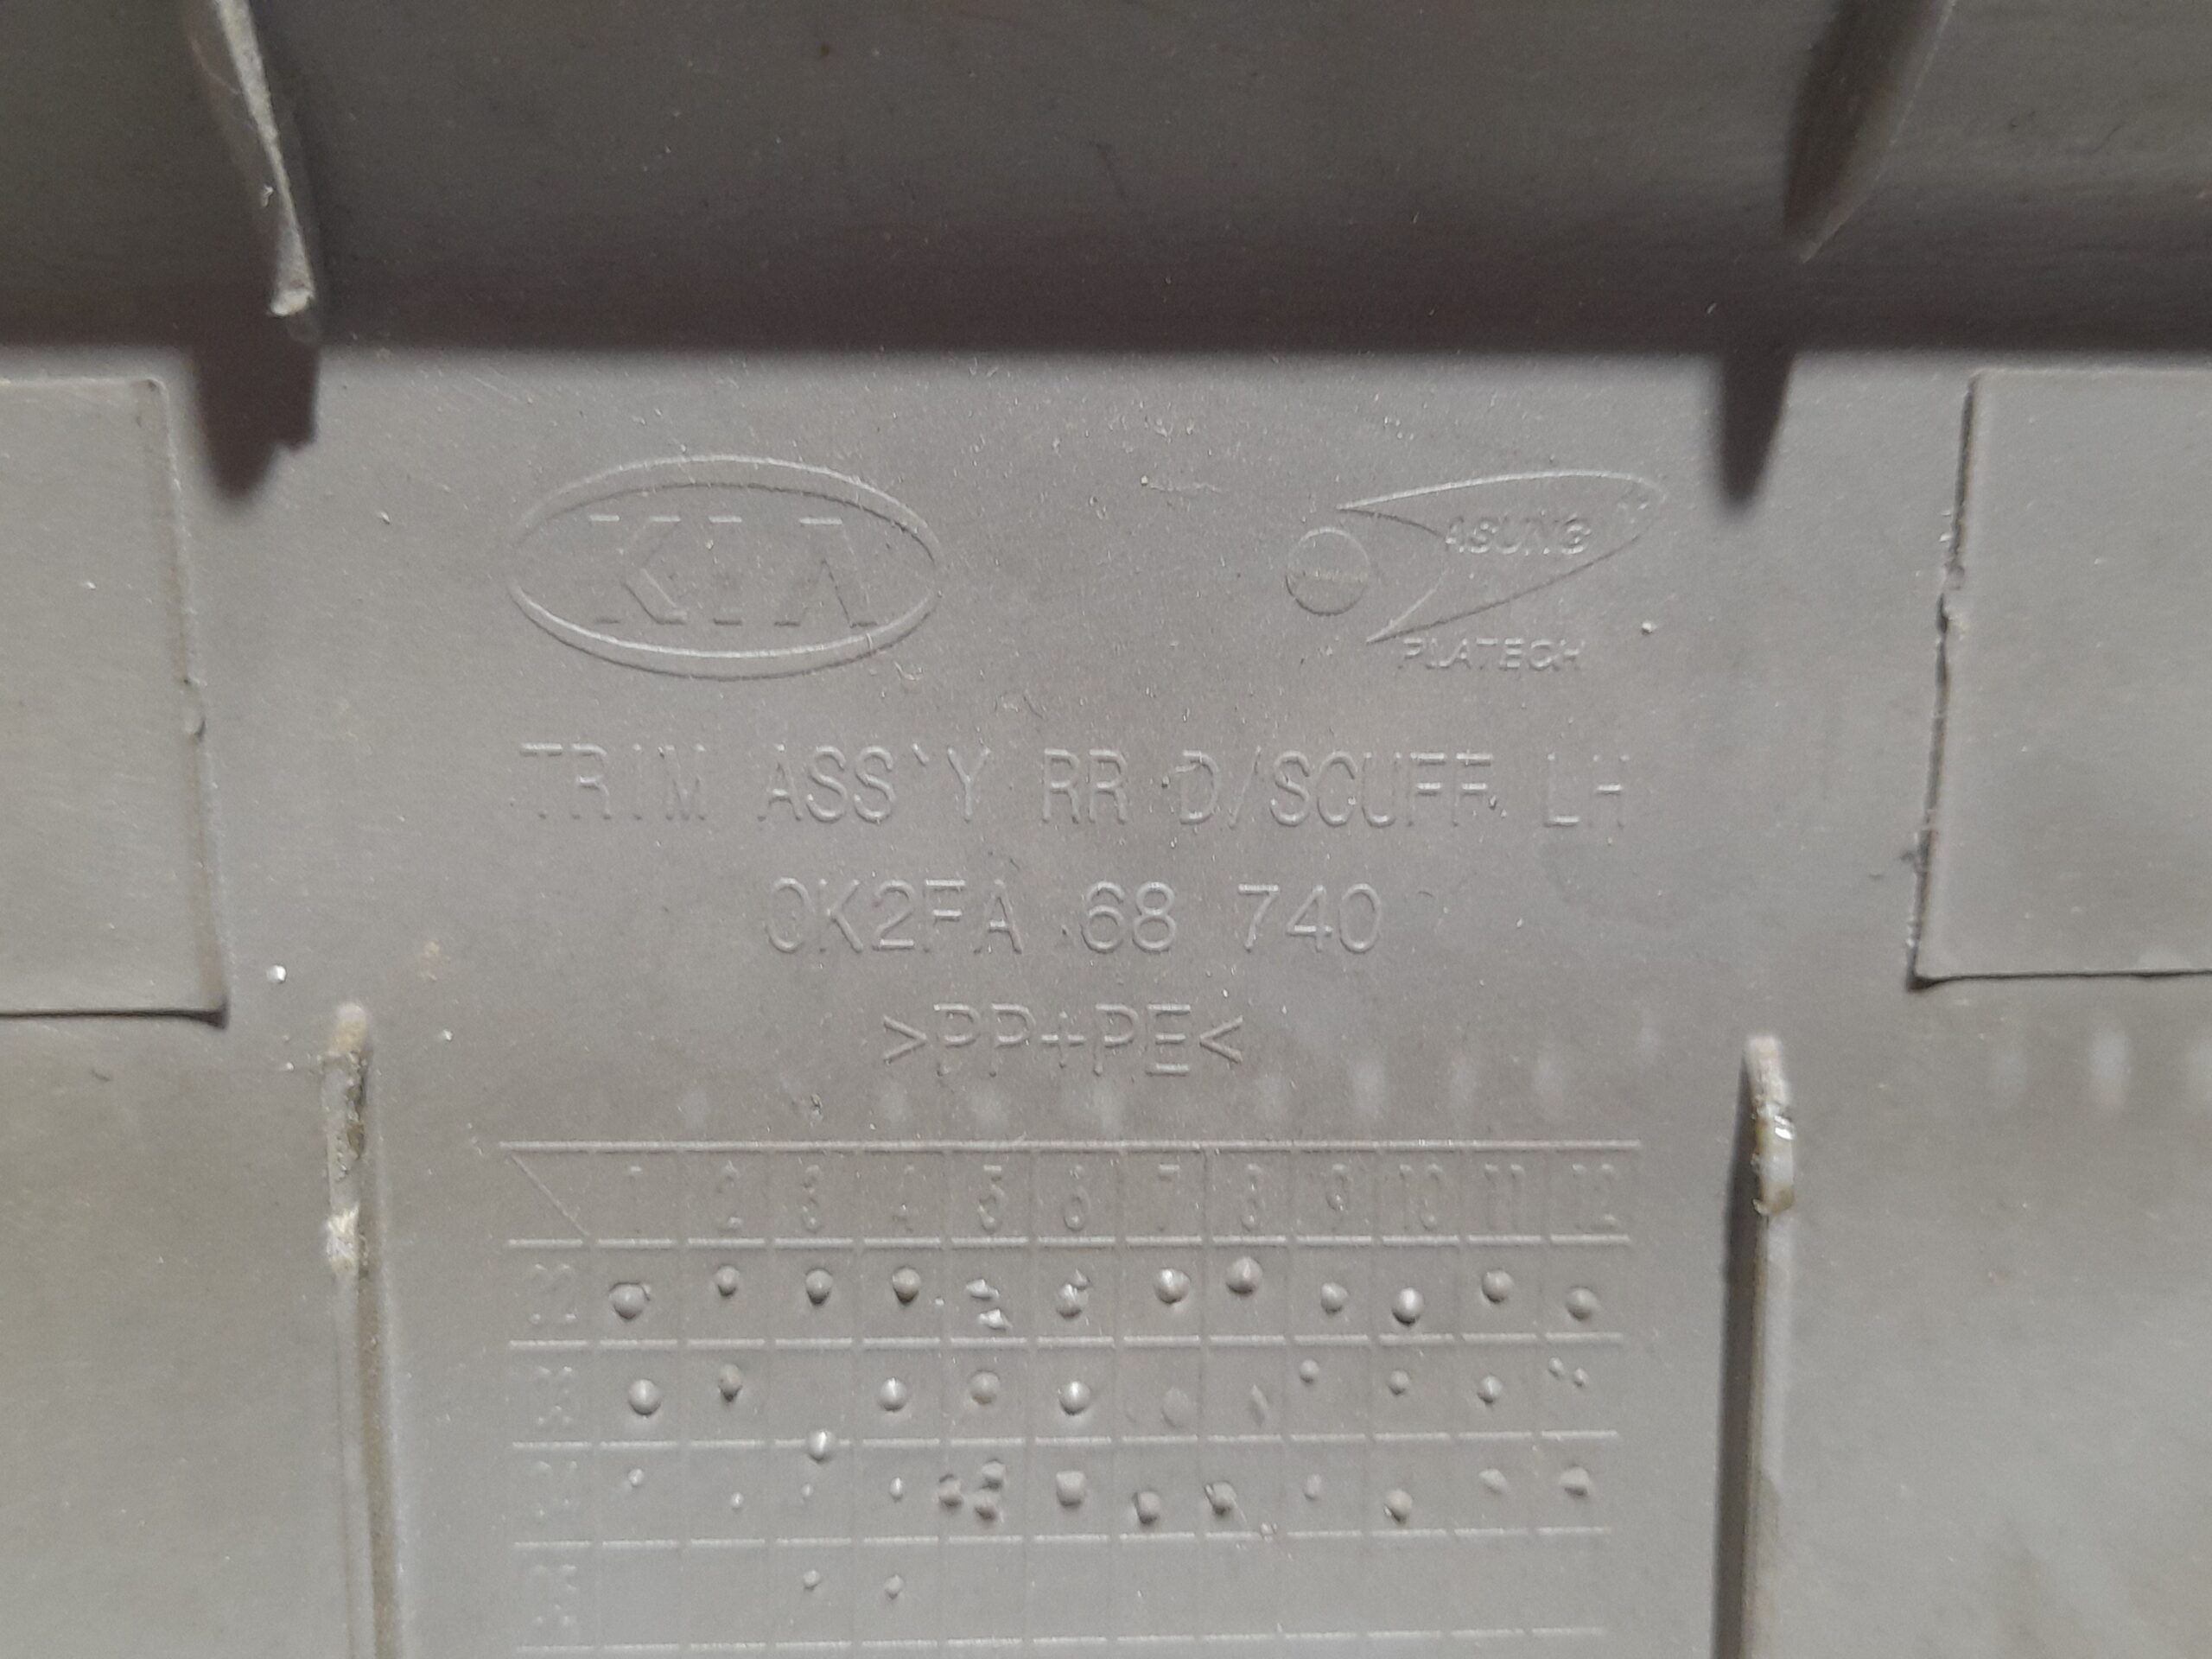 KIA
ASUNG
PLATECH
TRIM ASS`Y RR D/SCUFF LH
0K2FA 68 740
>PP+PE<
1 2 3 4 5 6 7 8 9 10 11 12